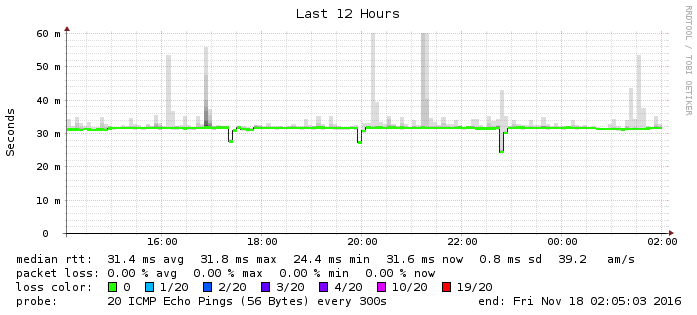 Last 12 Hours
RRDTOOL / TOBI OETIKER
Seconds
60 m
50 m
40 m
30 m
20 m
10 m
0
16:00 18:00 20:00 22:00 00:00 02:00
median rtt: 31.4 ms avg 31.8 ms max 24.4 ms min 31.6 ms now 0.8 ms sd 39.2 am/s
packet loss: 0.00 % avg 0.00 % max 0.00 % min 0.00 % now
loss color: 0 1/20 2/20 3/20 4/20 10/20 19/20
probe: 20 ICMP Echo Pings (56 Bytes) every 300s end: Fri Nov 18 02:05:03 2016